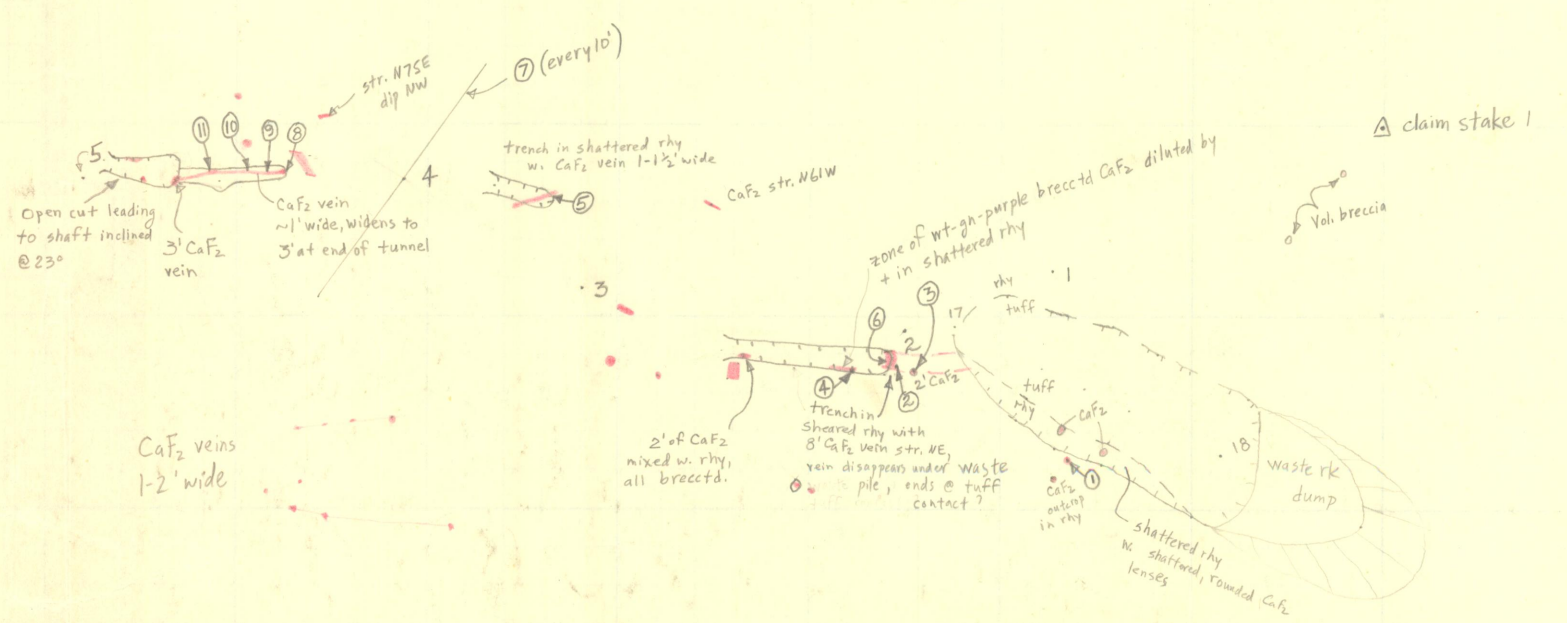 str. N75E
dip NW
7 (every 10')
11 10 9 8
5
Open cut leading
to shaft inclined
@ 23°
3' CaF2
vein
CaF2 vein
~1' wide, widens to
3' at end of tunnel
4
trench in shattered rhy
w. CaF2 vein 1-1½' wide
5
CaF2 str. N61W
zone of wt-gn-purple brecctd CaF2 diluted by
+ in shattered rhy
claim stake 1
Vol. breccia
3
6
2
3
2' CaF2
4
2
2' of CaF2
mixed w. rhy,
all brecctd.
trench in
sheared rhy with
8' CaF2 vein str. NE,
vein disappears under waste
pile, ends @ tuff
contact?
1
rhy
tuff
17
tuff
rhy
CaF2
18
waste rk
dump
1
CaF2
outcrop
in rhy
shattered rhy
w. shattered, rounded CaF2
lenses
CaF2 veins
1-2' wide